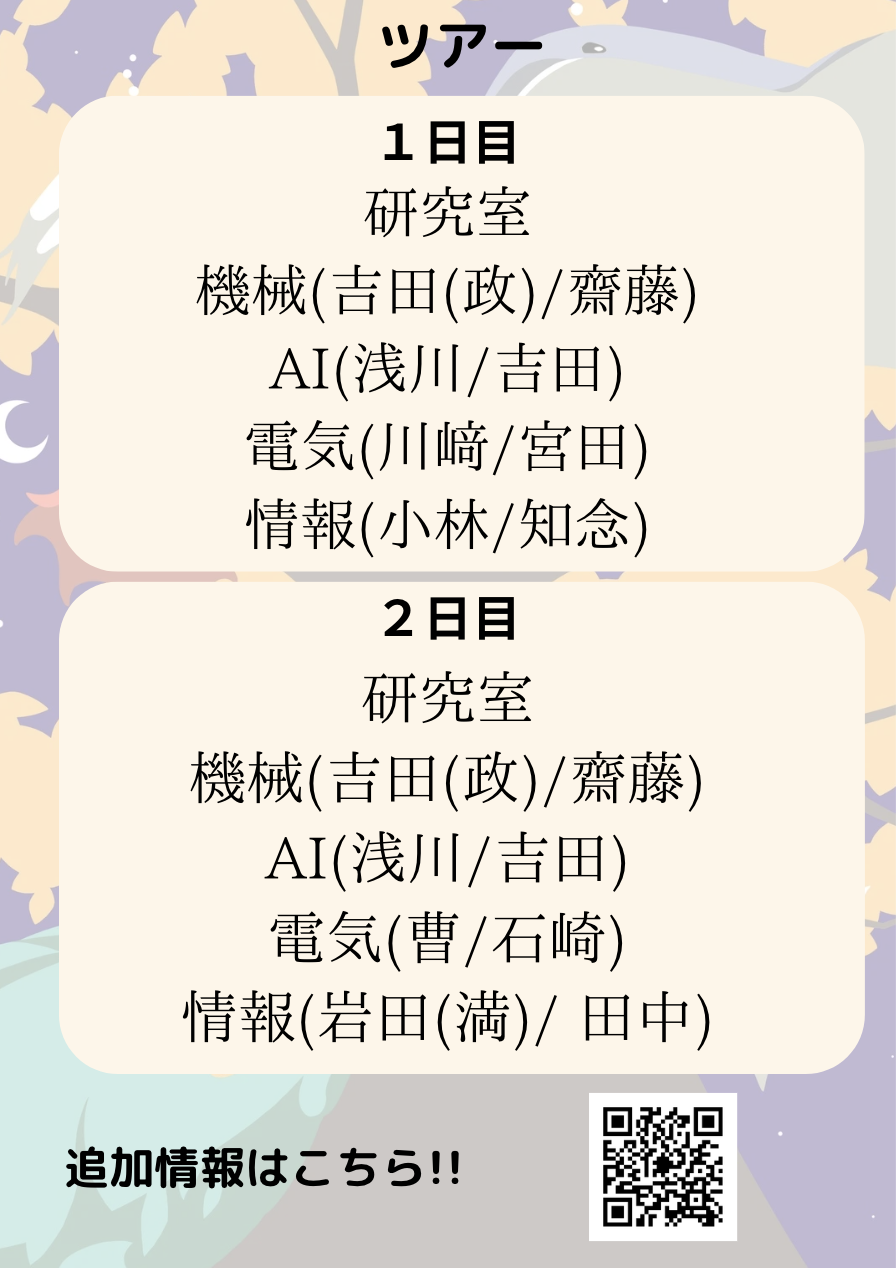 ツアー
１日目
研究室
機械(吉田(政)/齋藤)
AI(浅川/吉田)
電気(川﨑/宮田)
情報(小林/知念)
２日目
研究室
機械(吉田(政)/齋藤)
AI(浅川/吉田)
電気(曹/石崎)
情報(岩田(満)/ 田中)
追加情報はこちら!!